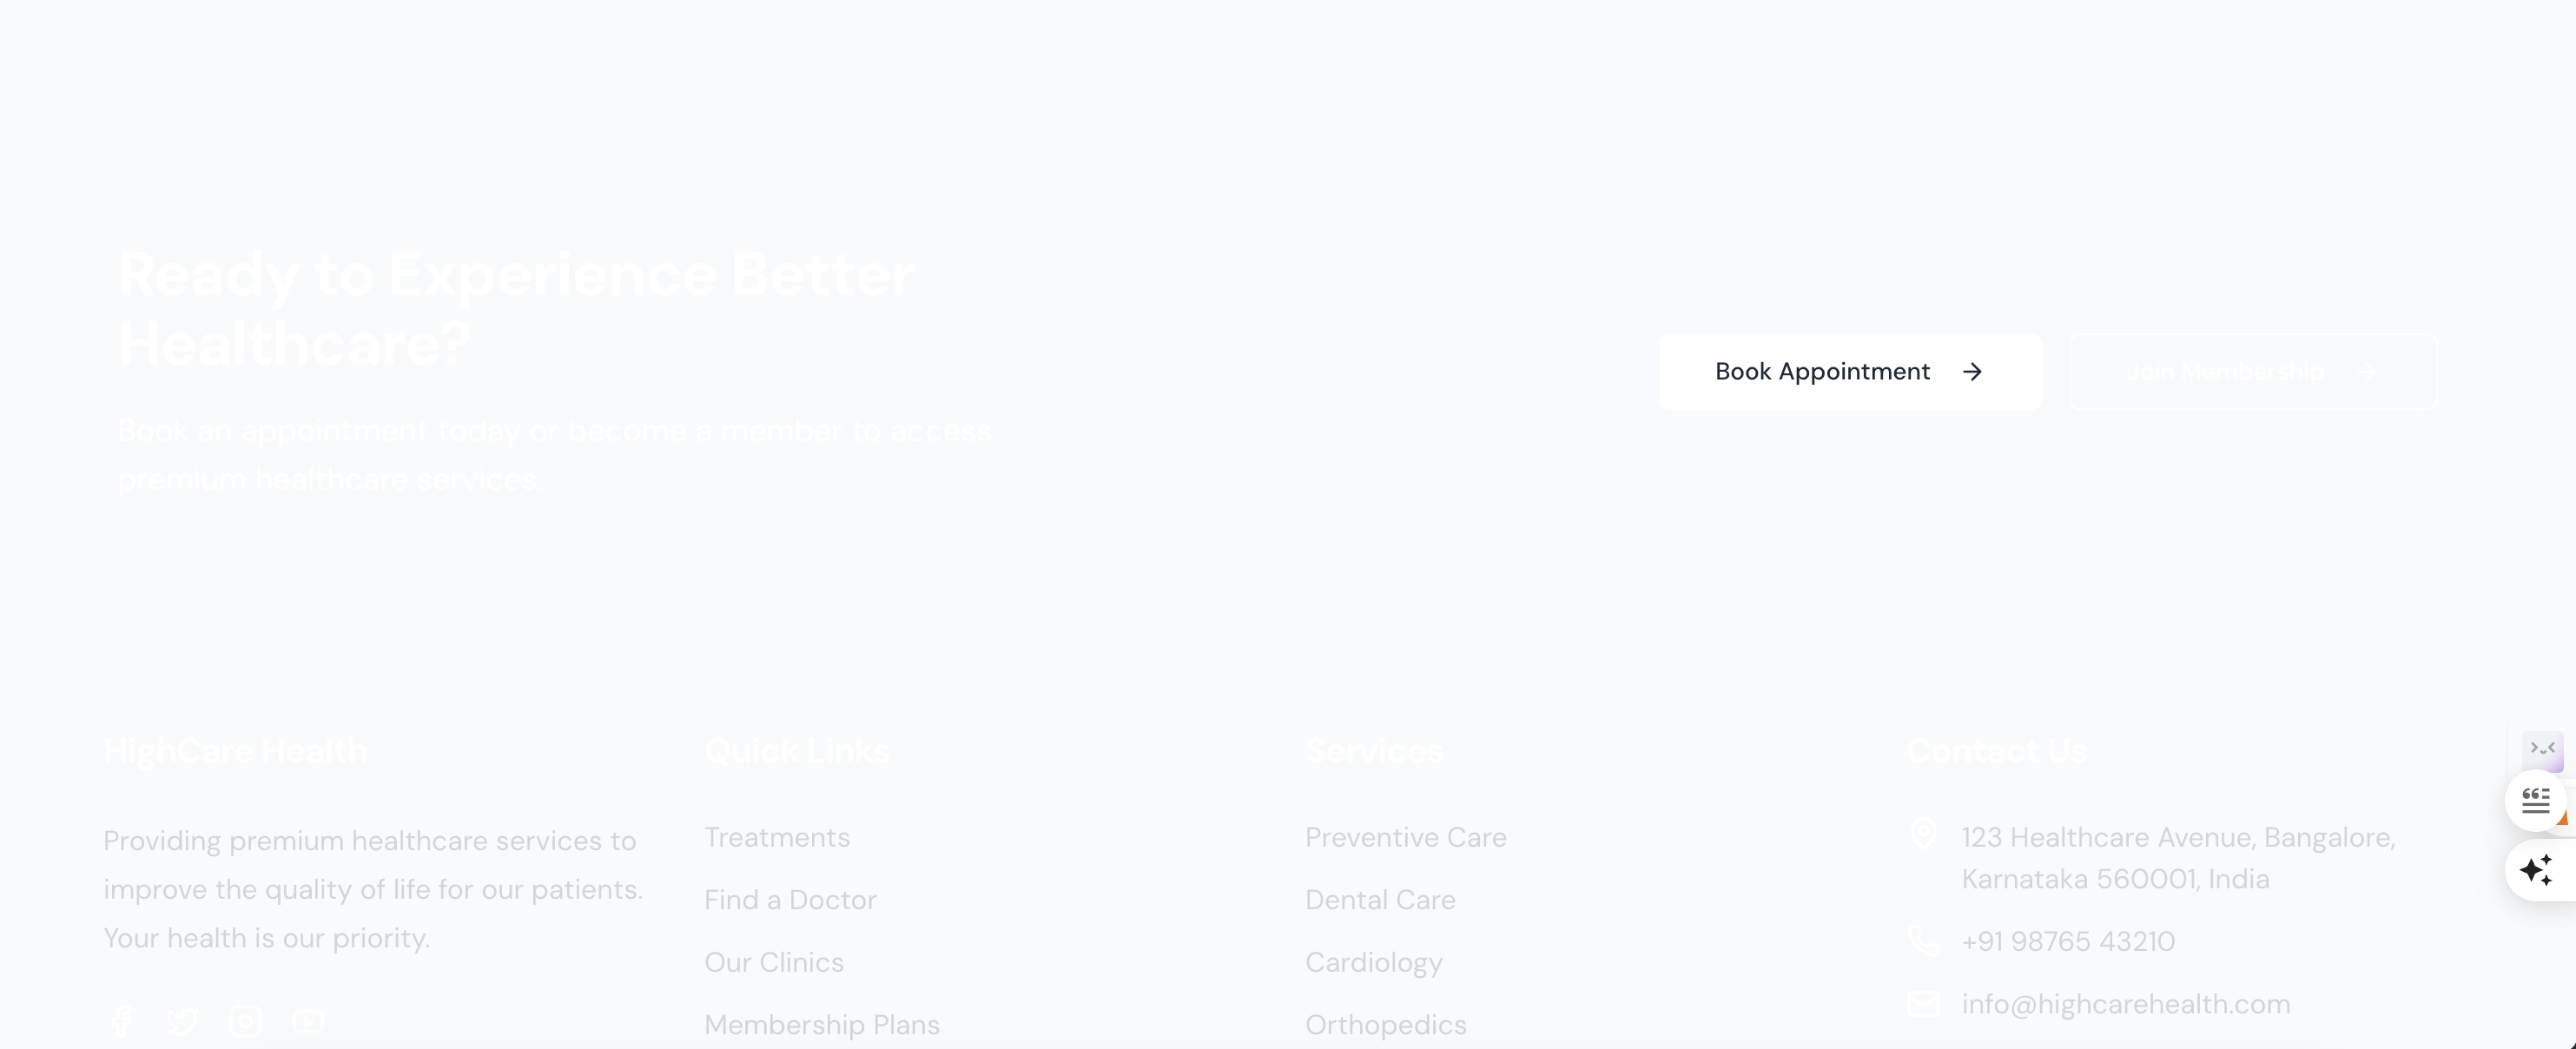 Ready to Experience Better
Healthcare?
Book an appointment today or become a member to access
premium healthcare services.
Book Appointment
Join Membership
HighCare Health
Providing premium healthcare services to
improve the quality of life for our patients.
Your health is our priority.
Quick Links
Treatments
Find a Doctor
Our Clinics
Membership Plans
Services
Preventive Care
Dental Care
Cardiology
Orthopedics
Contact Us
123 Healthcare Avenue, Bangalore,
Karnataka 560001, India
+91 98765 43210
info@highcarehealth.com